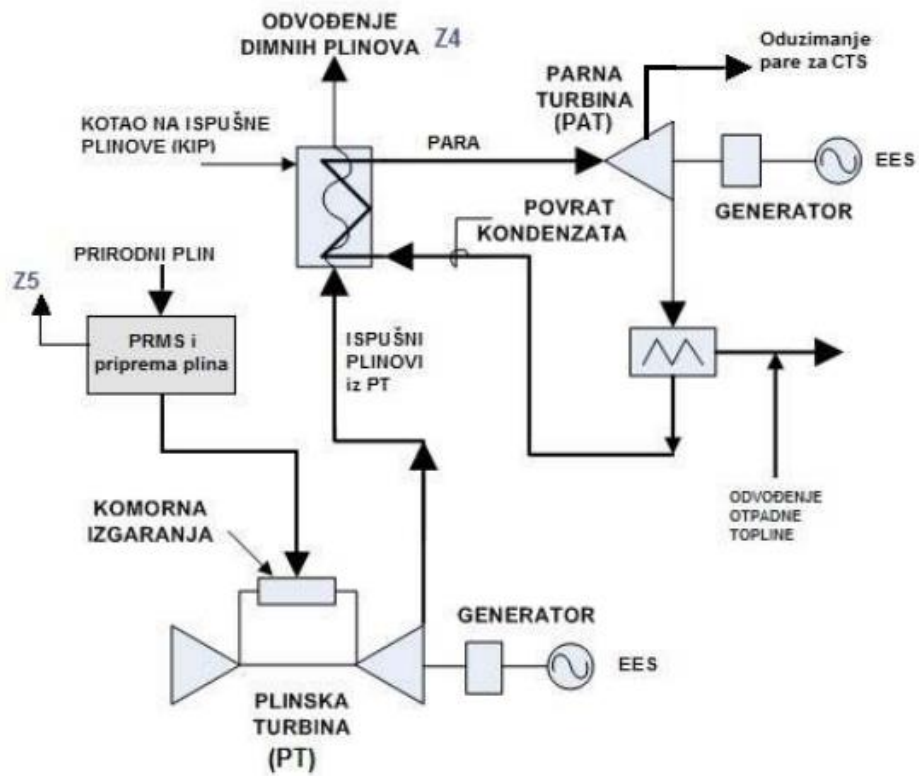 ODVOĐENJE
DIMNIH PLINOVA
Z4
Oduzimanje
pare za CTS
PARNA
TURBINA
(PAT)
KOTAO NA ISPUŠNE
PLINOVE (KIP)
PARA
EES
GENERATOR
POVRAT
KONDENZATA
PRIRODNI PLIN
Z5
PRMS i
priprema plina
ISPUŠNI
PLINOVI
iz PT
ODVOĐENJE
OTPADNE
TOPLINE
KOMORNA
IZGARANJA
GENERATOR
EES
PLINSKA
TURBINA
(PT)